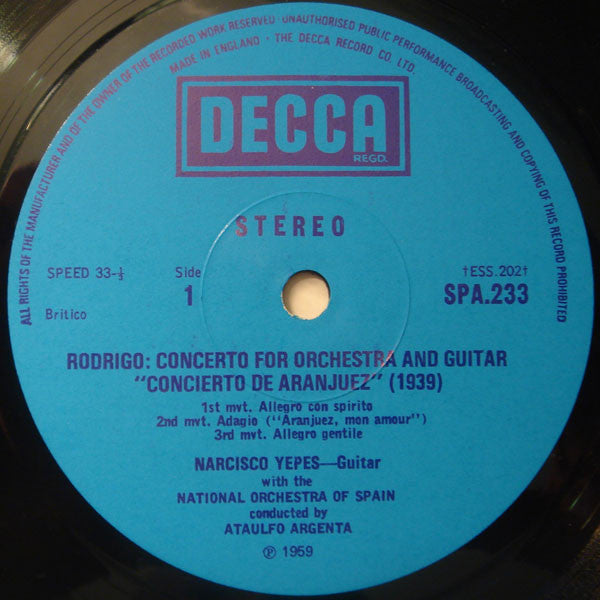 ALL RIGHTS OF THE MANUFACTURER AND OF THE OWNER OF THE RECORDED WORK RESERVED · UNAUTHORISED PUBLIC PERFORMANCE BROADCASTING AND COPYING OF THIS RECORD PROHIBITED
MADE IN ENGLAND · THE DECCA RECORD CO. LTD.
DECCA
REGD.
STEREO
SPEED 33-⅓ Side †ESS.202†
1 SPA.233
Britico
RODRIGO: CONCERTO FOR ORCHESTRA AND GUITAR
"CONCIERTO DE ARANJUEZ" (1939)
1st mvt. Allegro con spirito
2nd mvt. Adagio ("Aranjuez, mon amour")
3rd mvt. Allegro gentile
NARCISO YEPES—Guitar
with the
NATIONAL ORCHESTRA OF SPAIN
conducted by
ATAULFO ARGENTA
℗ 1959